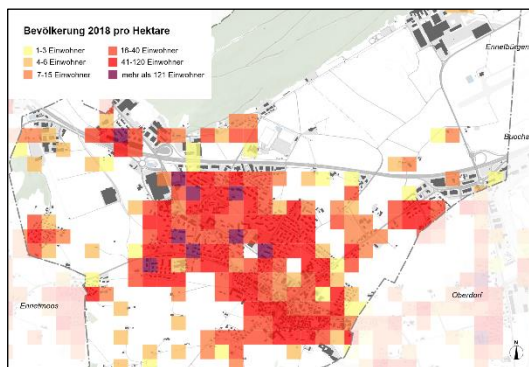 Bevölkerung 2018 pro Hektare
1-3 Einwohner
16-40 Einwohner
4-6 Einwohner
41-120 Einwohner
7-15 Einwohner
mehr als 121 Einwohner
Ennetbürgen
Buochs
Ennetmoos
Oberdorf
N